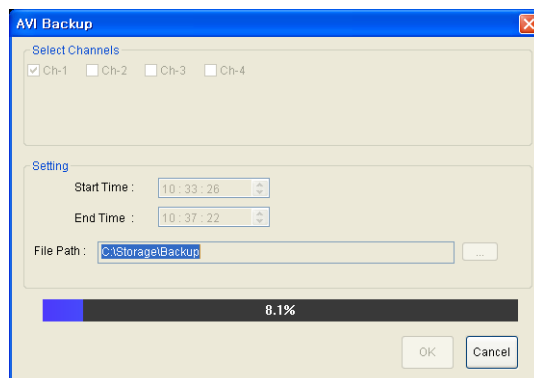 AVI Backup
Select Channels
Ch-1 Ch-2 Ch-3 Ch-4
Setting
Start Time : 10 : 33 : 26
End Time : 10 : 37 : 22
File Path : C:\Storage\Backup ...
8.1%
OK Cancel